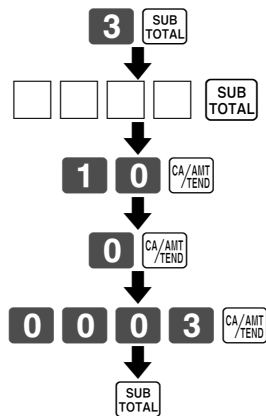 3 SUB TOTAL
SUB TOTAL
1 0 CA/AMT /TEND
0 CA/AMT /TEND
0 0 0 3 CA/AMT /TEND
SUB TOTAL